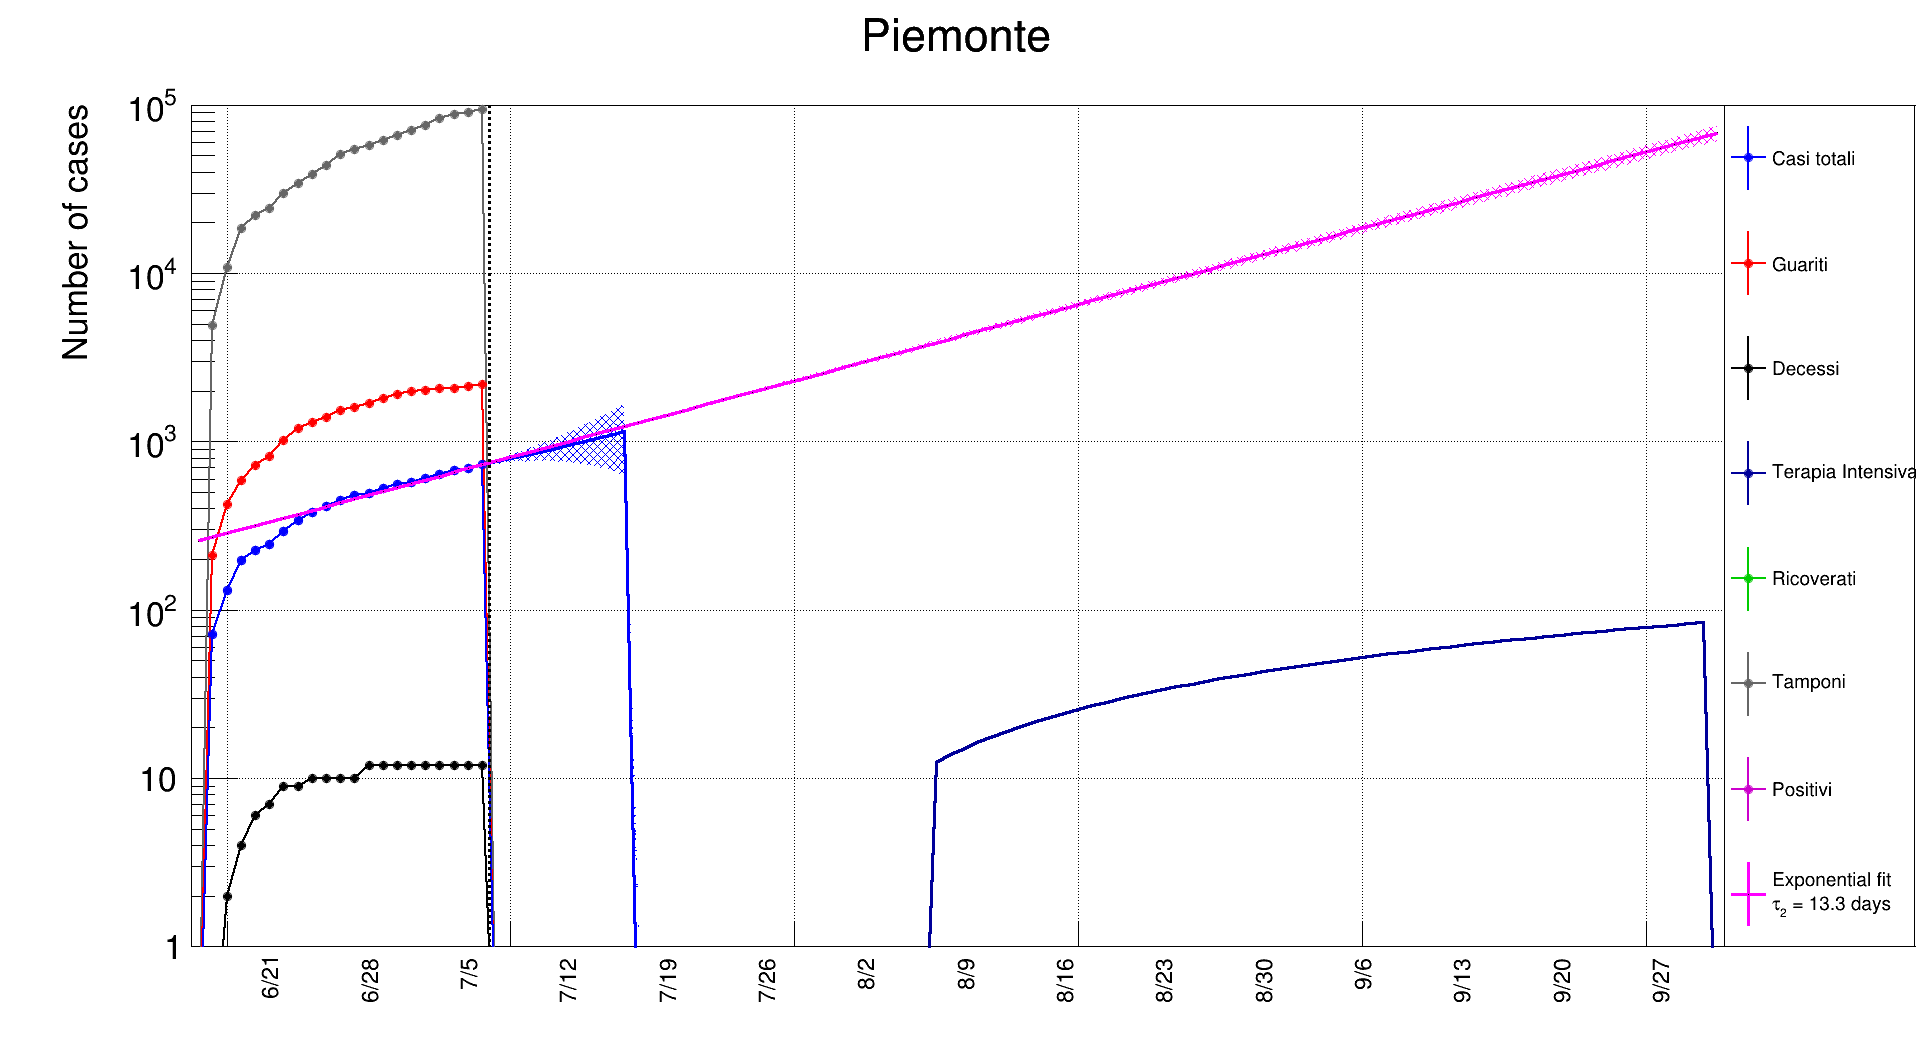 Piemonte
Number of cases
10^5
10^4
10^3
10^2
10
1
6/21
6/28
7/5
7/12
7/19
7/26
8/2
8/9
8/16
8/23
8/30
9/6
9/13
9/20
9/27
Casi totali
Guariti
Decessi
Terapia Intensiva
Ricoverati
Tamponi
Positivi
Exponential fit
τ₂ = 13.3 days